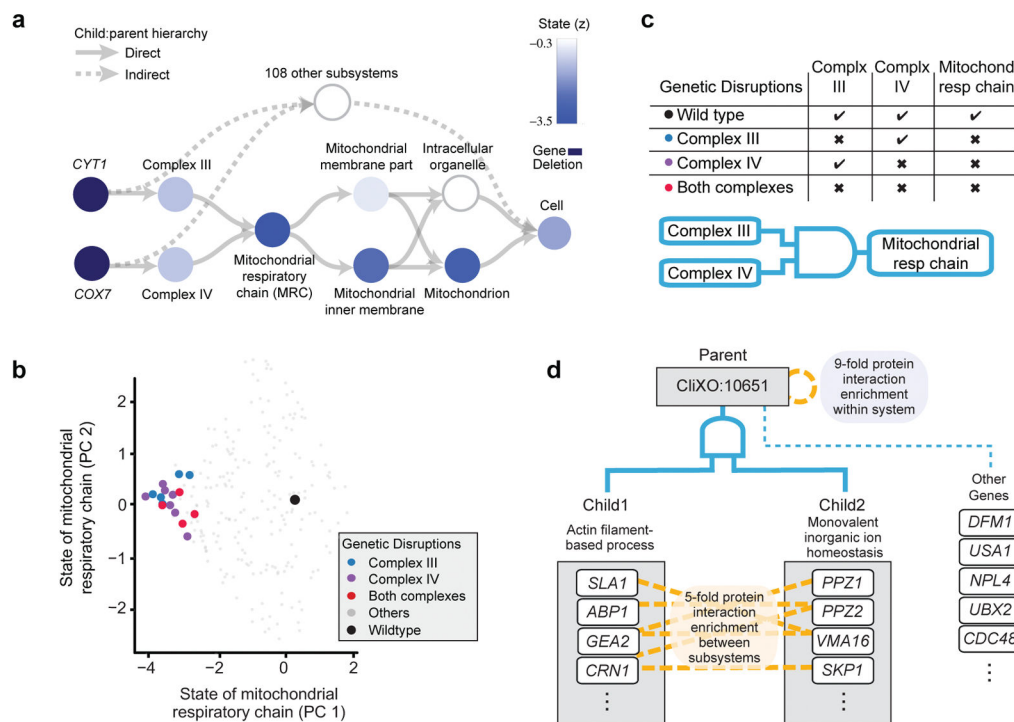 a
Child:parent hierarchy
Direct
Indirect
108 other subsystems
State (z)
–0.3
–3.5
Gene
Deletion
CYT1
Complex III
Mitochondrial
membrane part
Intracellular
organelle
Cell
COX7
Complex IV
Mitochondrial
respiratory
chain (MRC)
Mitochondrial
inner membrane
Mitochondrion
b
State of mitochondrial
respiratory chain (PC 2)
2
1
0
−1
−2
−4
−2
0
2
State of mitochondrial
respiratory chain (PC 1)
Genetic Disruptions
Complex III
Complex IV
Both complexes
Others
Wildtype
c
Genetic Disruptions
Complx
III
Complx
IV
Mitochond
resp chain
Wild type ✔ ✔ ✔
Complex III ✖ ✔ ✖
Complex IV ✔ ✖ ✖
Both complexes ✖ ✖ ✖
Complex III
Complex IV
Mitochondrial
resp chain
d
Parent
CliXO:10651
9-fold protein
interaction
enrichment
within system
Child1
Actin filament-
based process
SLA1
ABP1
GEA2
CRN1
⋮
5-fold protein
interaction
enrichment
between
subsystems
Child2
Monovalent
inorganic ion
homeostasis
PPZ1
PPZ2
VMA16
SKP1
⋮
Other
Genes
DFM1
USA1
NPL4
UBX2
CDC48
⋮